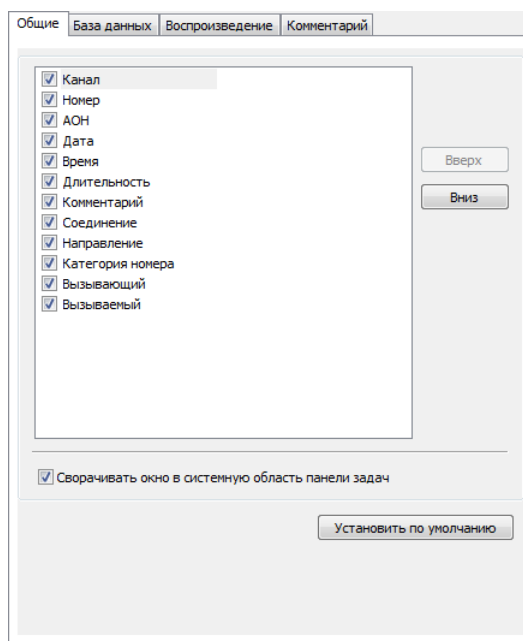 Общие База данных Воспроизведение Комментарий
Канал
Номер
АОН
Дата
Время
Длительность
Комментарий
Соединение
Направление
Категория номера
Вызывающий
Вызываемый
Вверх
Вниз
Сворачивать окно в системную область панели задач
Установить по умолчанию